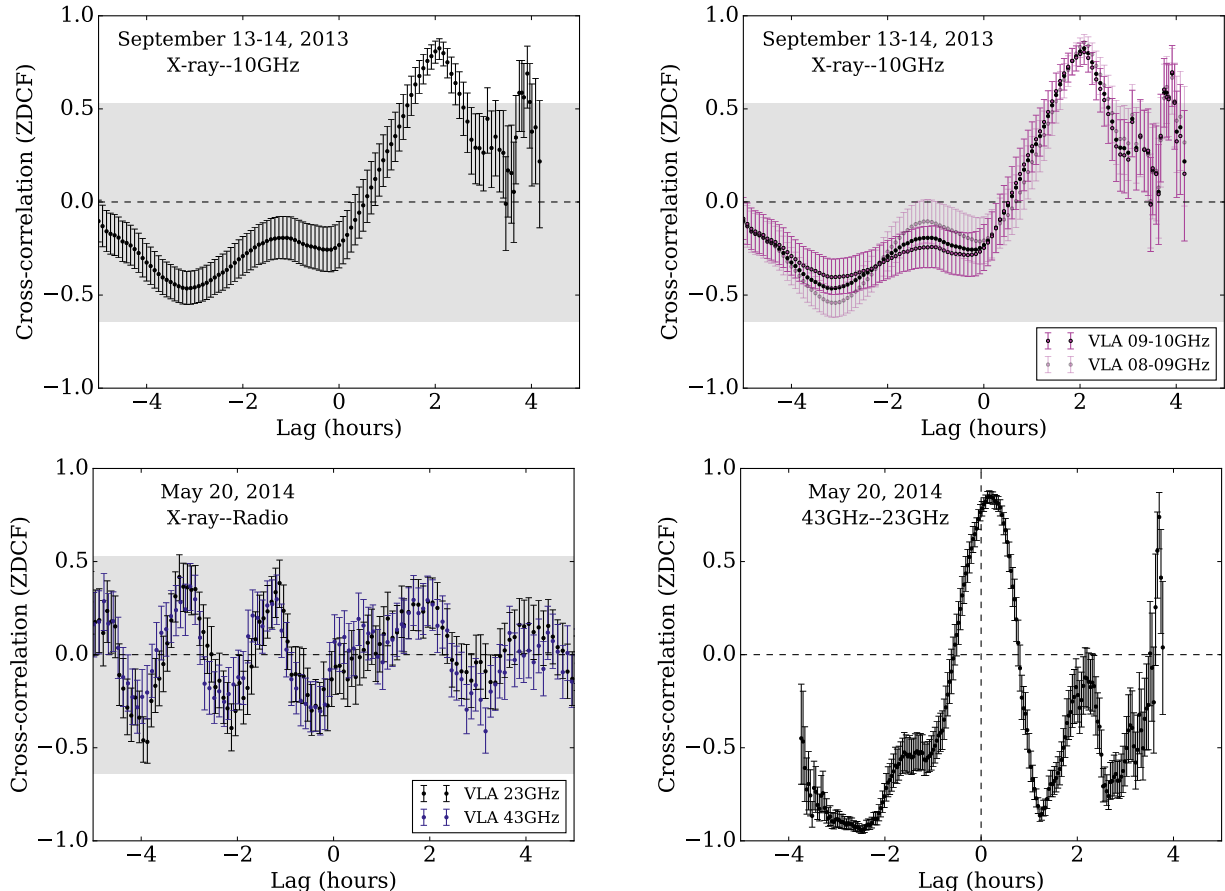 September 13-14, 2013
X-ray--10GHz
Cross-correlation (ZDCF)
1.0
0.5
0.0
−0.5
−1.0
−4
−2
0
2
4
Lag (hours)
September 13-14, 2013
X-ray--10GHz
Cross-correlation (ZDCF)
1.0
0.5
0.0
−0.5
−1.0
VLA 09-10GHz
VLA 08-09GHz
−4
−2
0
2
4
Lag (hours)
May 20, 2014
X-ray--Radio
Cross-correlation (ZDCF)
1.0
0.5
0.0
−0.5
−1.0
VLA 23GHz
VLA 43GHz
−4
−2
0
2
4
Lag (hours)
May 20, 2014
43GHz--23GHz
Cross-correlation (ZDCF)
1.0
0.5
0.0
−0.5
−1.0
−4
−2
0
2
4
Lag (hours)